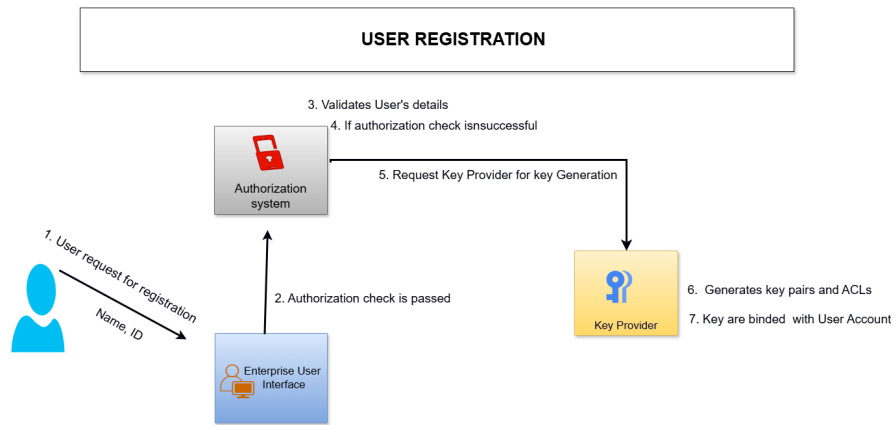 USER REGISTRATION
3. Validates User's details
4. If authorization check isnsuccessful
Authorization
system
5. Request Key Provider for key Generation
1. User request for registration
Name, ID
2. Authorization check is passed
Enterprise User
Interface
Key Provider
6. Generates key pairs and ACLs
7. Key are binded with User Account